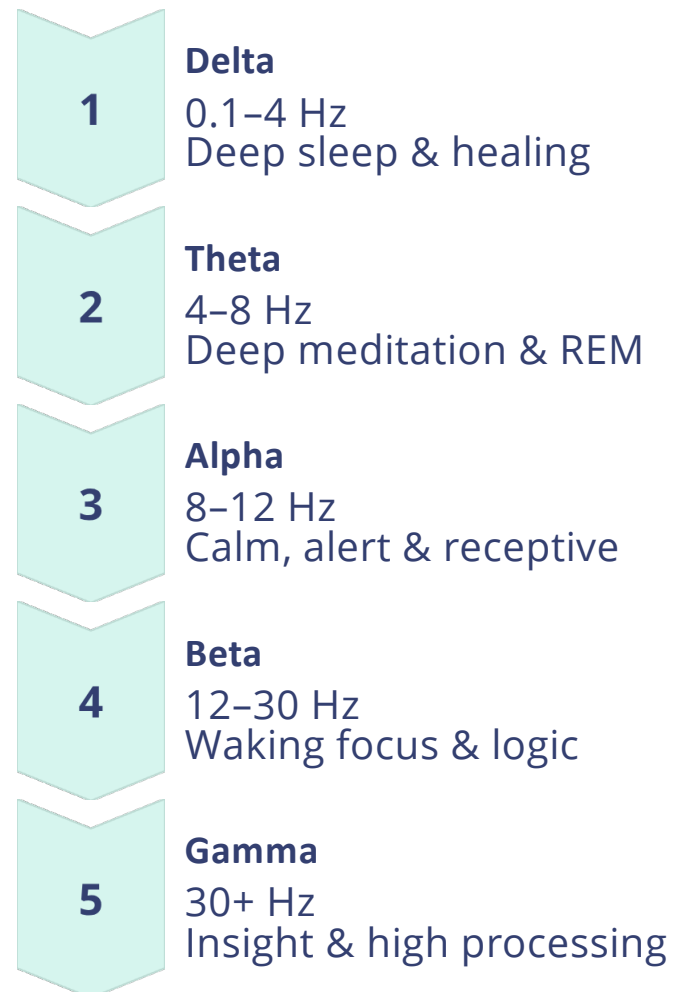 1
Delta
0.1–4 Hz
Deep sleep & healing
2
Theta
4–8 Hz
Deep meditation & REM
3
Alpha
8–12 Hz
Calm, alert & receptive
4
Beta
12–30 Hz
Waking focus & logic
5
Gamma
30+ Hz
Insight & high processing